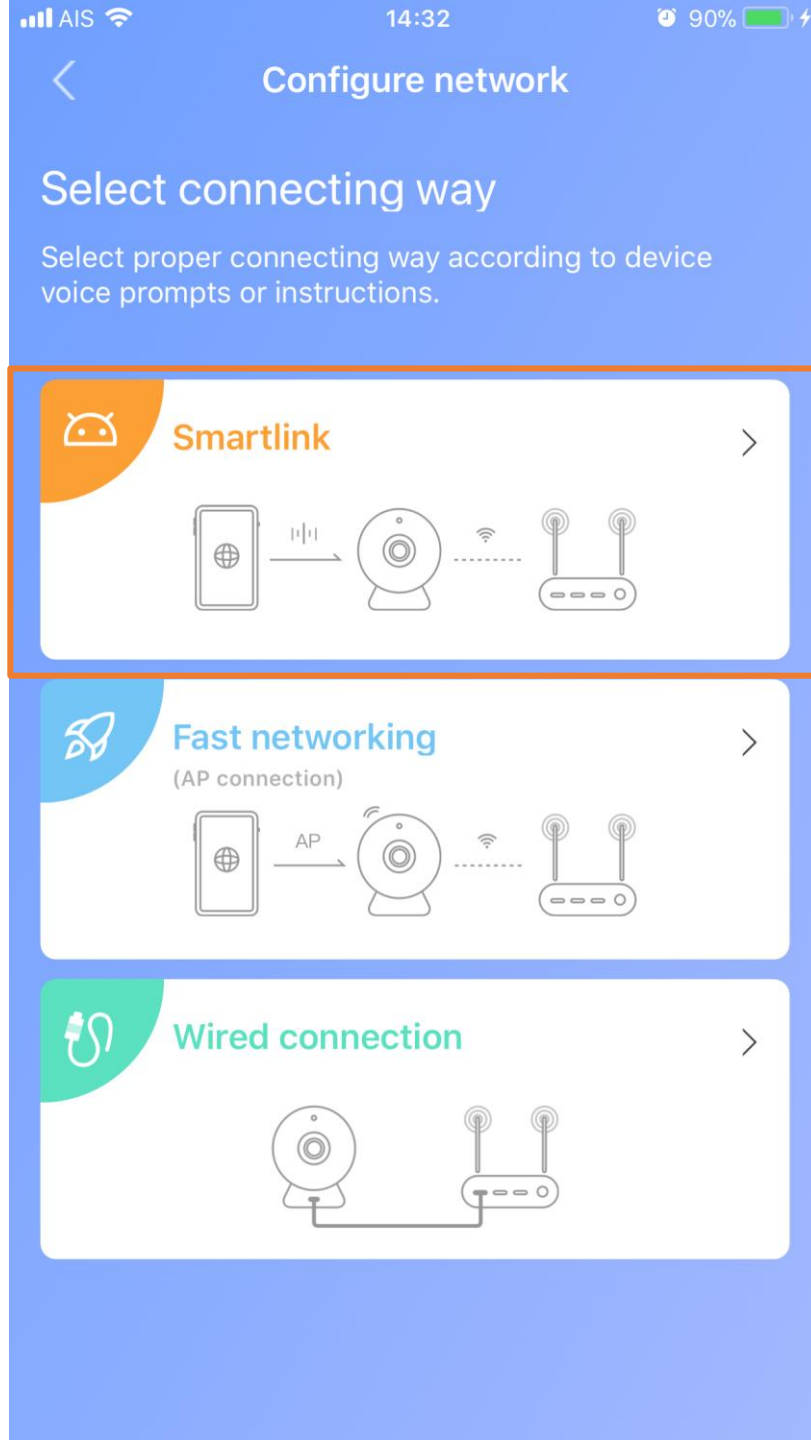 AIS 14:32 90%
Configure network
Select connecting way
Select proper connecting way according to device
voice prompts or instructions.
Smartlink
Fast networking
(AP connection)
AP
Wired connection